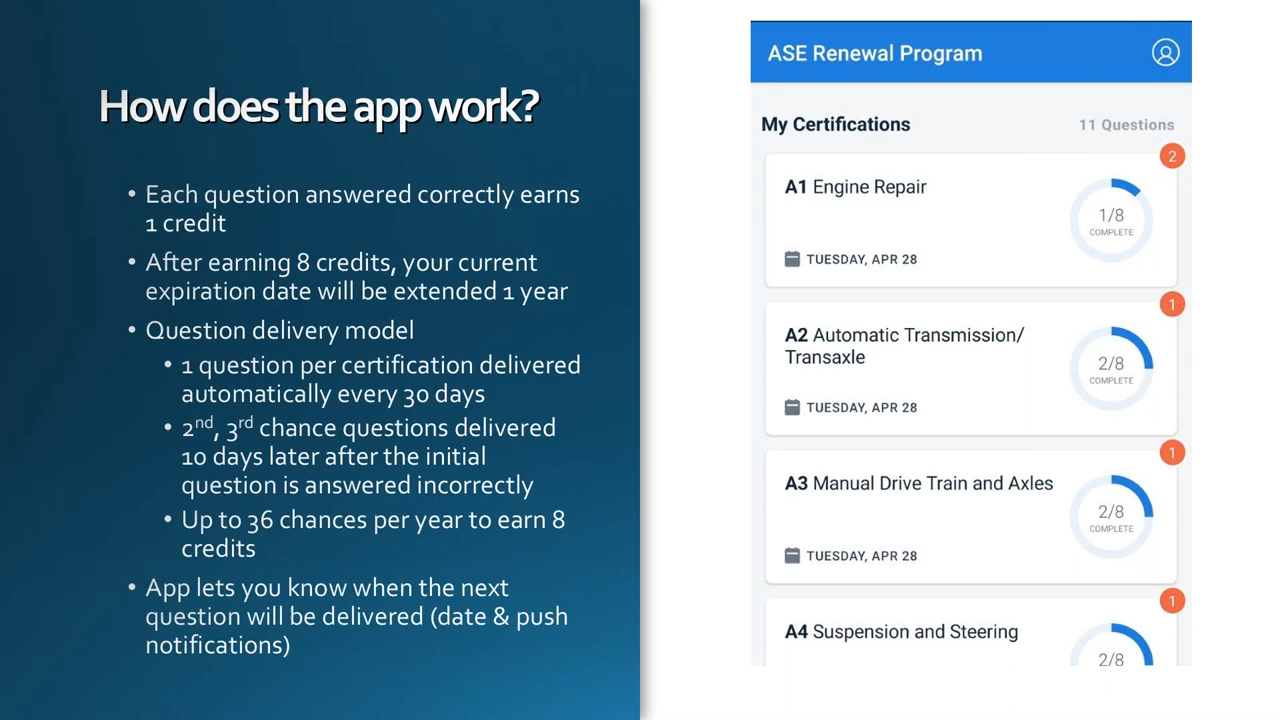 How does the app work?
• Each question answered correctly earns
1 credit
• After earning 8 credits, your current
expiration date will be extended 1 year
• Question delivery model
• 1 question per certification delivered
automatically every 30 days
• 2nd, 3rd chance questions delivered
10 days later after the initial
question is answered incorrectly
• Up to 36 chances per year to earn 8
credits
• App lets you know when the next
question will be delivered (date & push
notifications)
ASE Renewal Program
My Certifications
11 Questions
2
A1 Engine Repair
1/8
COMPLETE
TUESDAY, APR 28
1
A2 Automatic Transmission/
Transaxle
2/8
COMPLETE
TUESDAY, APR 28
1
A3 Manual Drive Train and Axles
2/8
COMPLETE
TUESDAY, APR 28
1
A4 Suspension and Steering
2/8